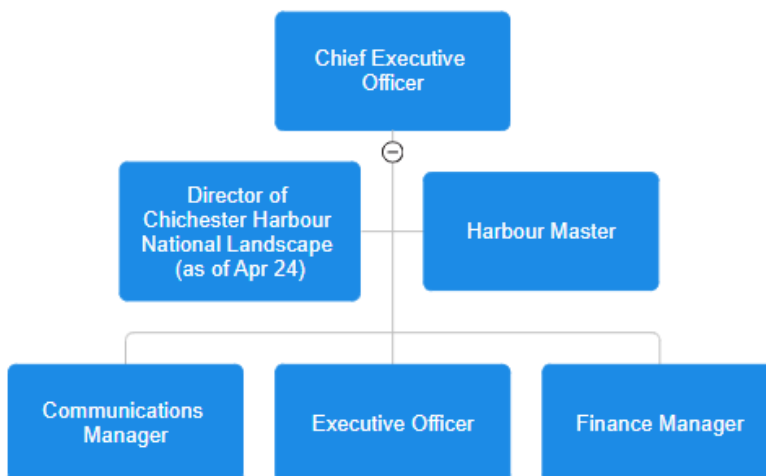 Chief Executive
Officer
Director of
Chichester Harbour
National Landscape
(as of Apr 24)
Harbour Master
Communications
Manager
Executive Officer
Finance Manager